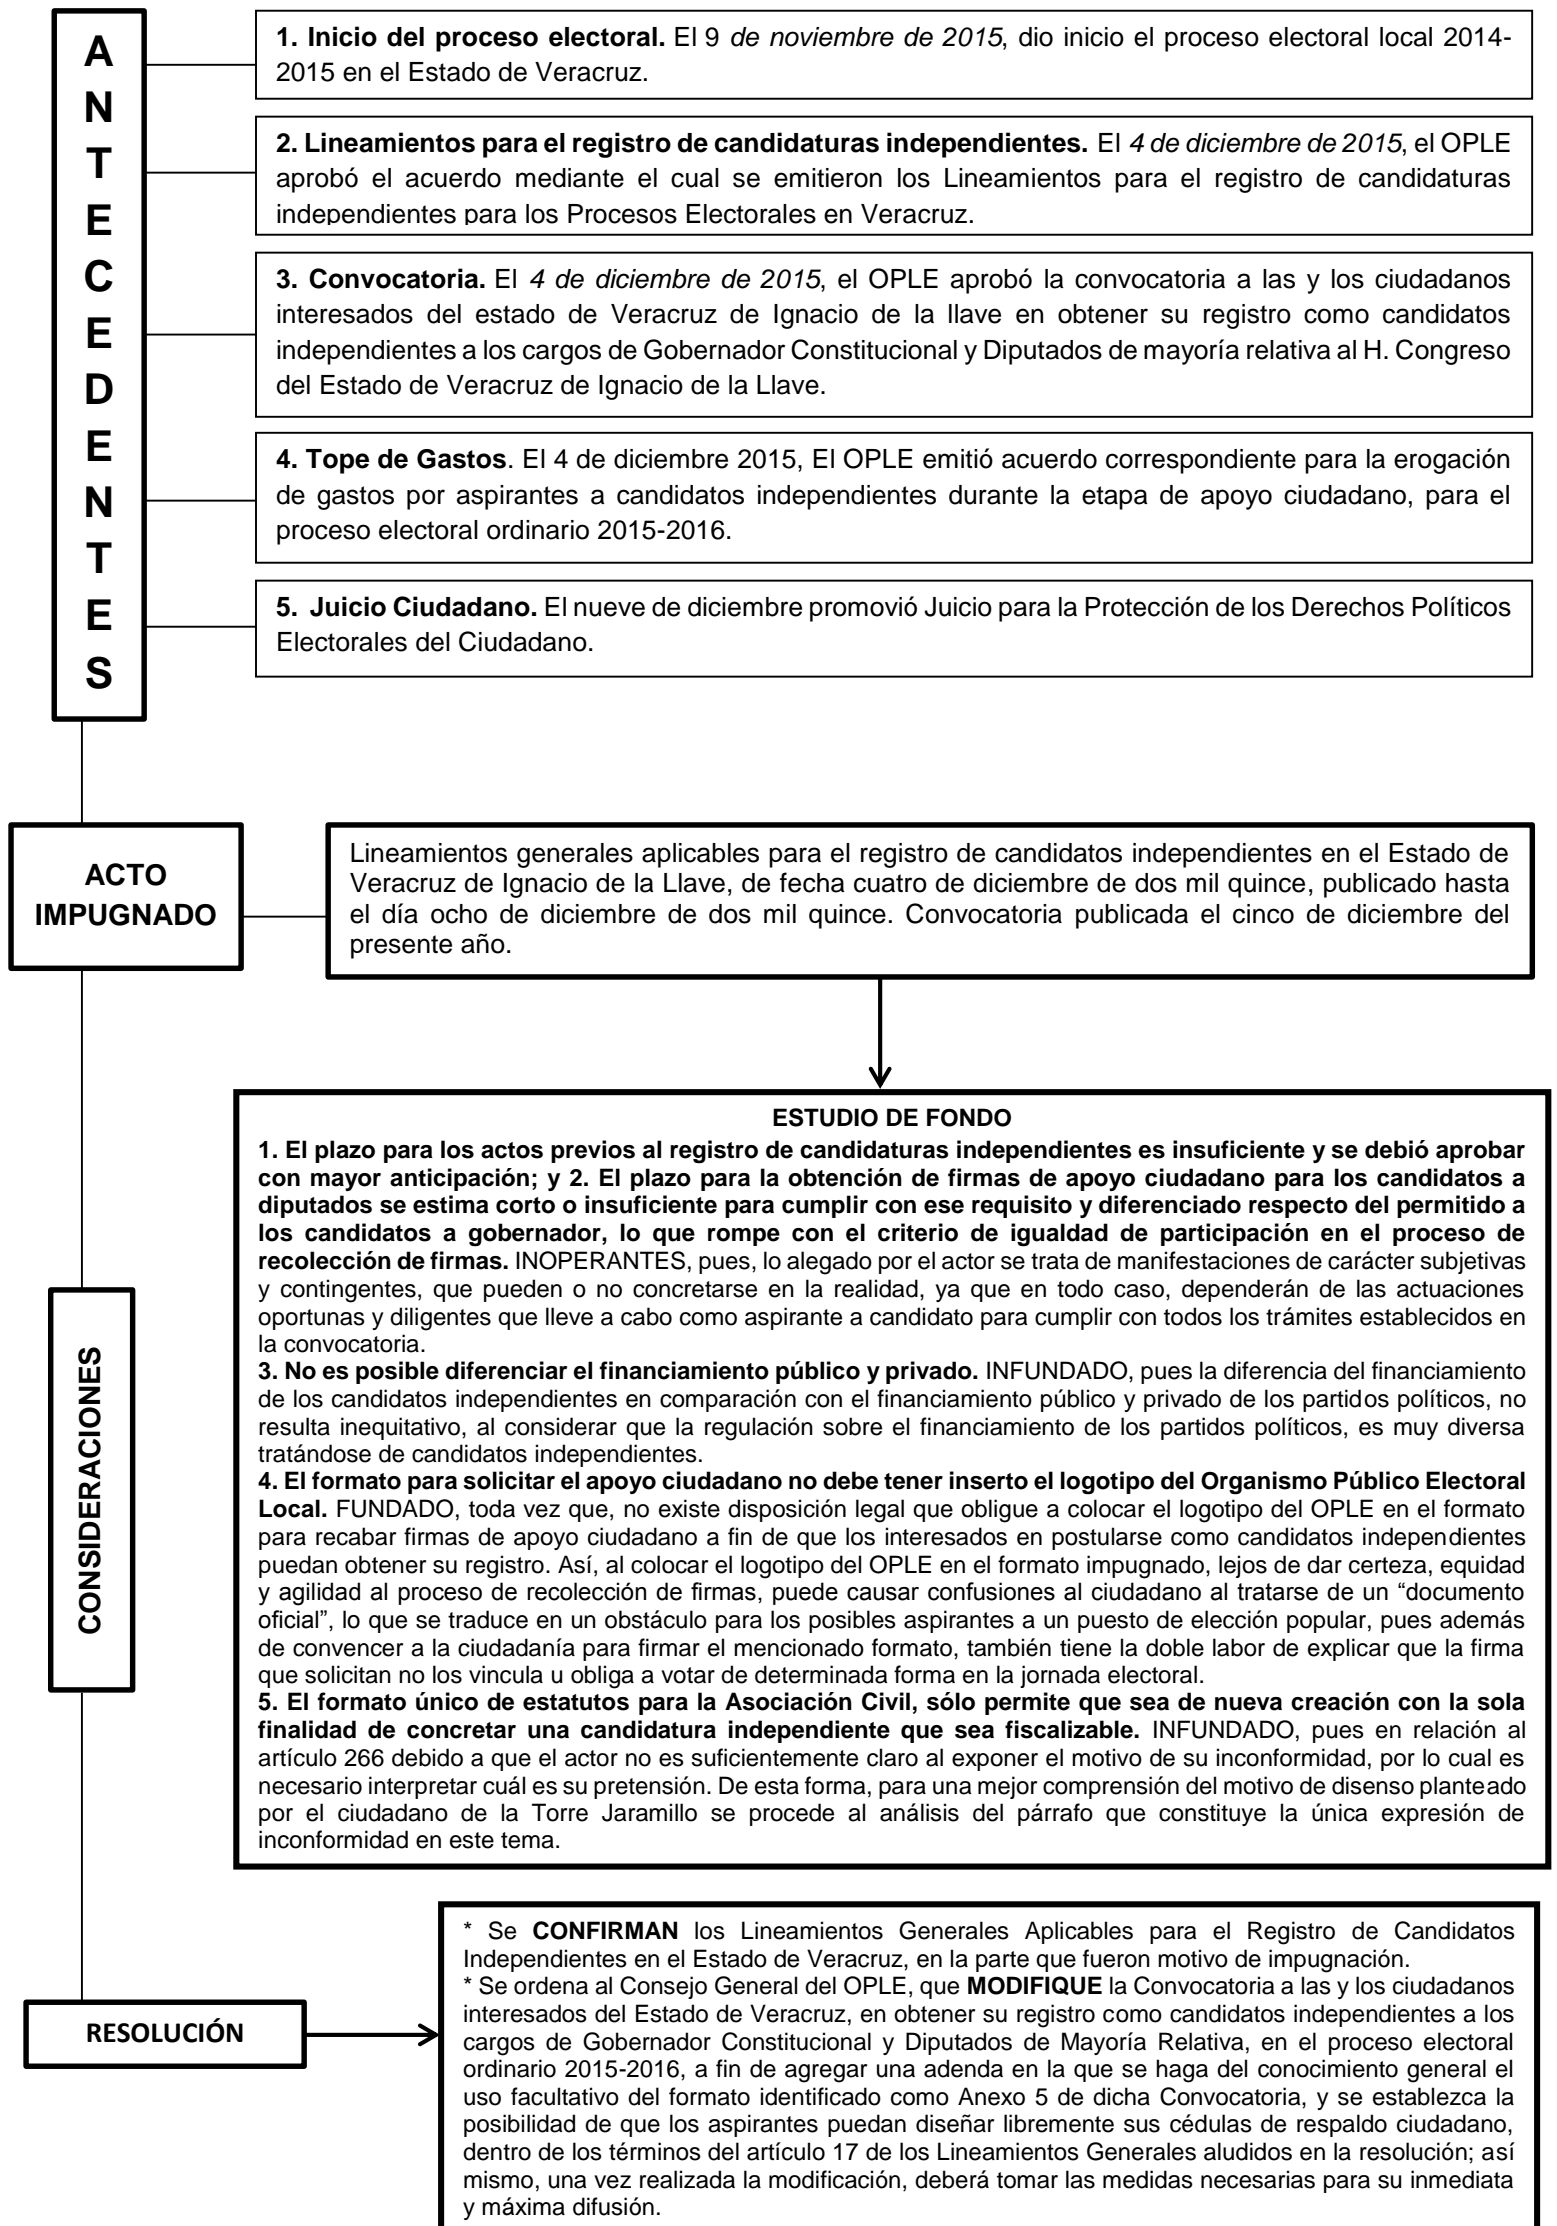 ANTECEDENTES
1. Inicio del proceso electoral. El 9 de noviembre de 2015, dio inicio el proceso electoral local 2014-
2015 en el Estado de Veracruz.
2. Lineamientos para el registro de candidaturas independientes. El 4 de diciembre de 2015, el OPLE
aprobó el acuerdo mediante el cual se emitieron los Lineamientos para el registro de candidaturas
independientes para los Procesos Electorales en Veracruz.
3. Convocatoria. El 4 de diciembre de 2015, el OPLE aprobó la convocatoria a las y los ciudadanos
interesados del estado de Veracruz de Ignacio de la llave en obtener su registro como candidatos
independientes a los cargos de Gobernador Constitucional y Diputados de mayoría relativa al H. Congreso
del Estado de Veracruz de Ignacio de la Llave.
4. Tope de Gastos. El 4 de diciembre 2015, El OPLE emitió acuerdo correspondiente para la erogación
de gastos por aspirantes a candidatos independientes durante la etapa de apoyo ciudadano, para el
proceso electoral ordinario 2015-2016.
5. Juicio Ciudadano. El nueve de diciembre promovió Juicio para la Protección de los Derechos Políticos
Electorales del Ciudadano.
ACTO
IMPUGNADO
Lineamientos generales aplicables para el registro de candidatos independientes en el Estado de
Veracruz de Ignacio de la Llave, de fecha cuatro de diciembre de dos mil quince, publicado hasta
el día ocho de diciembre de dos mil quince. Convocatoria publicada el cinco de diciembre del
presente año.
CONSIDERACIONES
ESTUDIO DE FONDO
1. El plazo para los actos previos al registro de candidaturas independientes es insuficiente y se debió aprobar
con mayor anticipación; y 2. El plazo para la obtención de firmas de apoyo ciudadano para los candidatos a
diputados se estima corto o insuficiente para cumplir con ese requisito y diferenciado respecto del permitido a
los candidatos a gobernador, lo que rompe con el criterio de igualdad de participación en el proceso de
recolección de firmas. INOPERANTES, pues, lo alegado por el actor se trata de manifestaciones de carácter subjetivas
y contingentes, que pueden o no concretarse en la realidad, ya que en todo caso, dependerán de las actuaciones
oportunas y diligentes que lleve a cabo como aspirante a candidato para cumplir con todos los trámites establecidos en
la convocatoria.
3. No es posible diferenciar el financiamiento público y privado. INFUNDADO, pues la diferencia del financiamiento
de los candidatos independientes en comparación con el financiamiento público y privado de los partidos políticos, no
resulta inequitativo, al considerar que la regulación sobre el financiamiento de los partidos políticos, es muy diversa
tratándose de candidatos independientes.
4. El formato para solicitar el apoyo ciudadano no debe tener inserto el logotipo del Organismo Público Electoral
Local. FUNDADO, toda vez que, no existe disposición legal que obligue a colocar el logotipo del OPLE en el formato
para recabar firmas de apoyo ciudadano a fin de que los interesados en postularse como candidatos independientes
puedan obtener su registro. Así, al colocar el logotipo del OPLE en el formato impugnado, lejos de dar certeza, equidad
y agilidad al proceso de recolección de firmas, puede causar confusiones al ciudadano al tratarse de un “documento
oficial”, lo que se traduce en un obstáculo para los posibles aspirantes a un puesto de elección popular, pues además
de convencer a la ciudadanía para firmar el mencionado formato, también tiene la doble labor de explicar que la firma
que solicitan no los vincula u obliga a votar de determinada forma en la jornada electoral.
5. El formato único de estatutos para la Asociación Civil, sólo permite que sea de nueva creación con la sola
finalidad de concretar una candidatura independiente que sea fiscalizable. INFUNDADO, pues en relación al
artículo 266 debido a que el actor no es suficientemente claro al exponer el motivo de su inconformidad, por lo cual es
necesario interpretar cuál es su pretensión. De esta forma, para una mejor comprensión del motivo de disenso planteado
por el ciudadano de la Torre Jaramillo se procede al análisis del párrafo que constituye la única expresión de
inconformidad en este tema.
RESOLUCIÓN
* Se CONFIRMAN los Lineamientos Generales Aplicables para el Registro de Candidatos
Independientes en el Estado de Veracruz, en la parte que fueron motivo de impugnación.
* Se ordena al Consejo General del OPLE, que MODIFIQUE la Convocatoria a las y los ciudadanos
interesados del Estado de Veracruz, en obtener su registro como candidatos independientes a los
cargos de Gobernador Constitucional y Diputados de Mayoría Relativa, en el proceso electoral
ordinario 2015-2016, a fin de agregar una adenda en la que se haga del conocimiento general el
uso facultativo del formato identificado como Anexo 5 de dicha Convocatoria, y se establezca la
posibilidad de que los aspirantes puedan diseñar libremente sus cédulas de respaldo ciudadano,
dentro de los términos del artículo 17 de los Lineamientos Generales aludidos en la resolución; así
mismo, una vez realizada la modificación, deberá tomar las medidas necesarias para su inmediata
y máxima difusión.